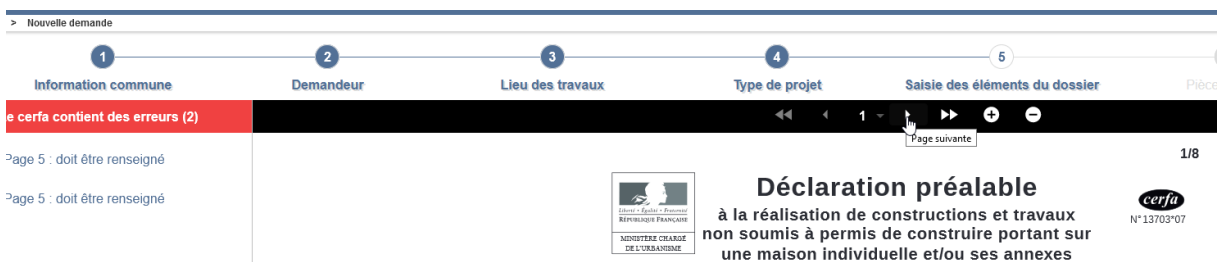 > Nouvelle demande
1 2 3 4 5
Information commune Demandeur Lieu des travaux Type de projet Saisie des éléments du dossier Pièce
e cerfa contient des erreurs (2)
1
Page suivante
Page 5 : doit être renseigné
Page 5 : doit être renseigné
1/8
Liberté • Égalité • Fraternité
RÉPUBLIQUE FRANÇAISE
MINISTÈRE CHARGÉ
DE L'URBANISME
Déclaration préalable
à la réalisation de constructions et travaux
non soumis à permis de construire portant sur
une maison individuelle et/ou ses annexes
cerfa
N° 13703*07